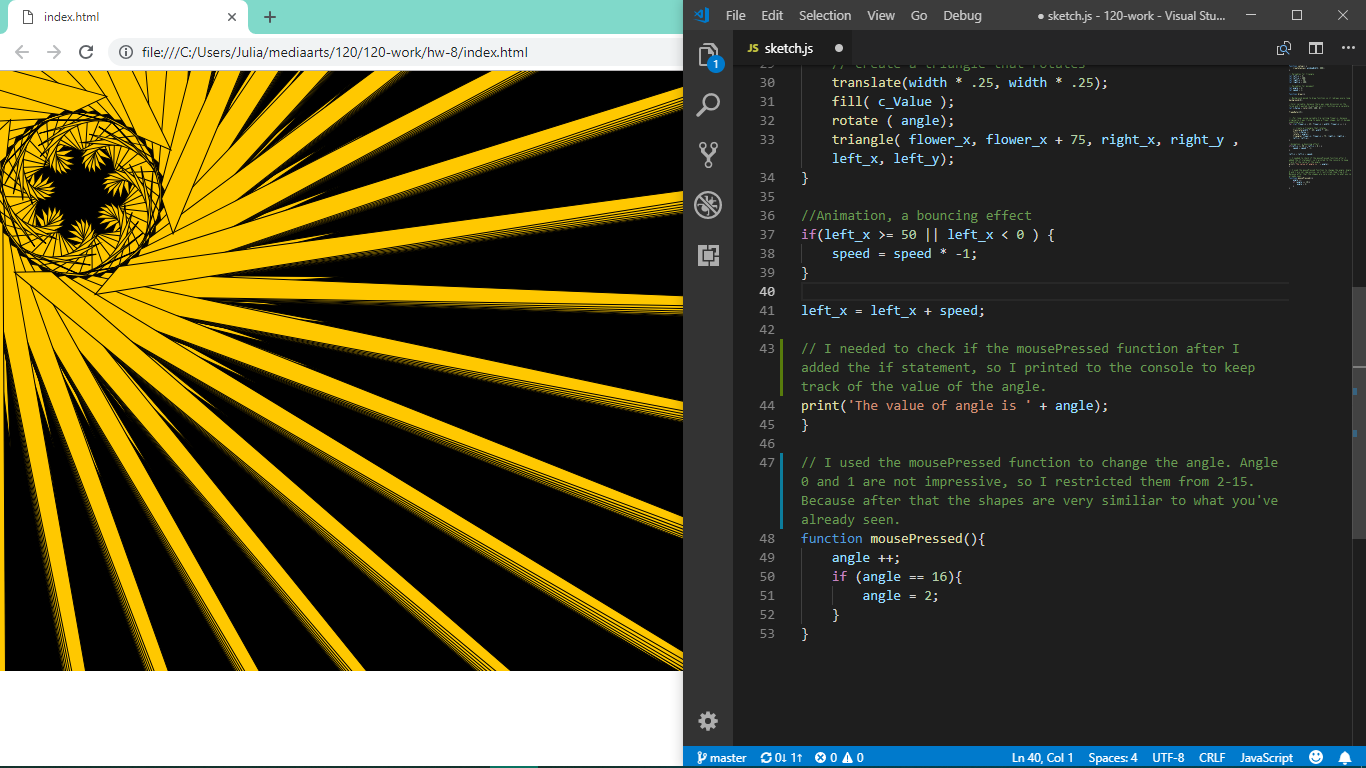 index.html
file:///C:/Users/Julia/mediaarts/120/120-work/hw-8/index.html
File Edit Selection View Go Debug ● sketch.js - 120-work - Visual Stu...
JS sketch.js ●
1
29 // create a triangle that rotates
30 translate(width * .25, width * .25);
31 fill( c_Value );
32 rotate ( angle);
33 triangle( flower_x, flower_x + 75, right_x, right_y ,
left_x, left_y);
34 }
35
36 //Animation, a bouncing effect
37 if(left_x >= 50 || left_x < 0 ) {
38 speed = speed * -1;
39 }
40
41 left_x = left_x + speed;
42
43 // I needed to check if the mousePressed function after I
added the if statement, so I printed to the console to keep
track of the value of the angle.
44 print('The value of angle is ' + angle);
45 }
46
47 // I used the mousePressed function to change the angle. Angle
0 and 1 are not impressive, so I restricted them from 2-15.
Because after that the shapes are very similiar to what you've
already seen.
48 function mousePressed(){
49 angle ++;
50 if (angle == 16){
51 angle = 2;
52 }
53 }
master 0↓ 1↑ 0 0 Ln 40, Col 1 Spaces: 4 UTF-8 CRLF JavaScript